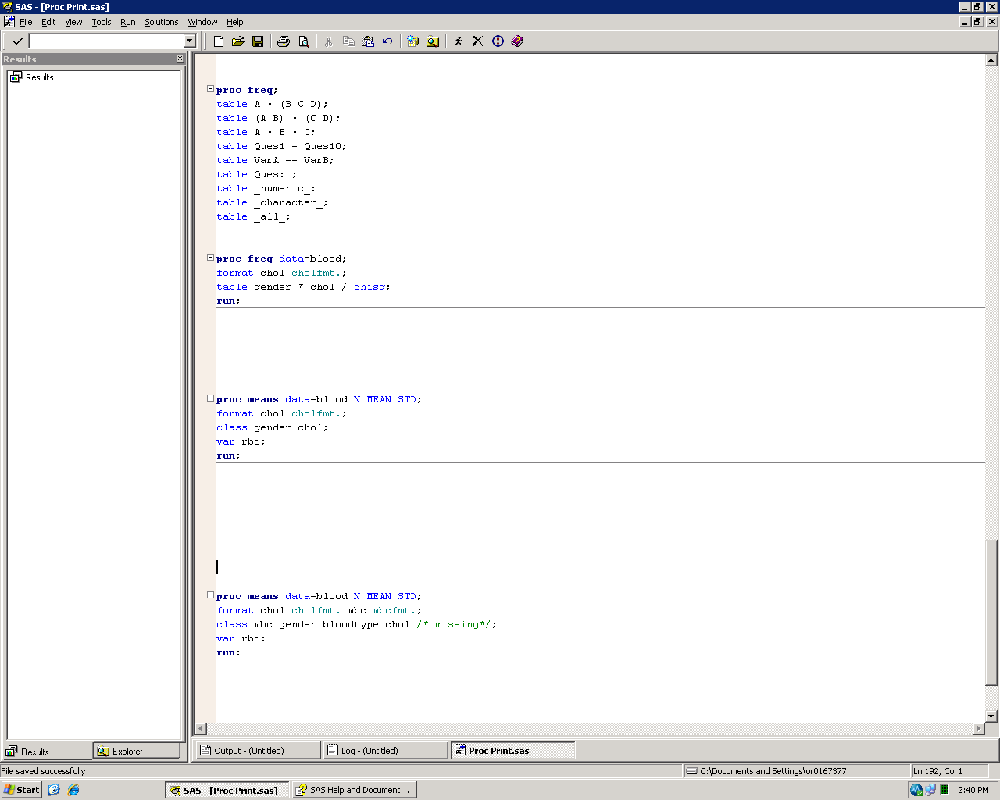 SAS - [Proc Print.sas]
File Edit View Tools Run Solutions Window Help
Results
Results
proc freq;
table A * (B C D);
table (A B) * (C D);
table A * B * C;
table Ques1 - Ques10;
table VarA -- VarB;
table Ques: ;
table _numeric_;
table _character_;
table _all_;
proc freq data=blood;
format chol cholfmt.;
table gender * chol / chisq;
run;
proc means data=blood N MEAN STD;
format chol cholfmt.;
class gender chol;
var rbc;
run;
proc means data=blood N MEAN STD;
format chol cholfmt. wbc wbcfmt.;
class wbc gender bloodtype chol /* missing*/;
var rbc;
run;
Results Explorer
Output - (Untitled) Log - (Untitled) Proc Print.sas
File saved successfully. C:\Documents and Settings\or0167377 Ln 192, Col 1
Start SAS - [Proc Print.sas] SAS Help and Document... 2:40 PM